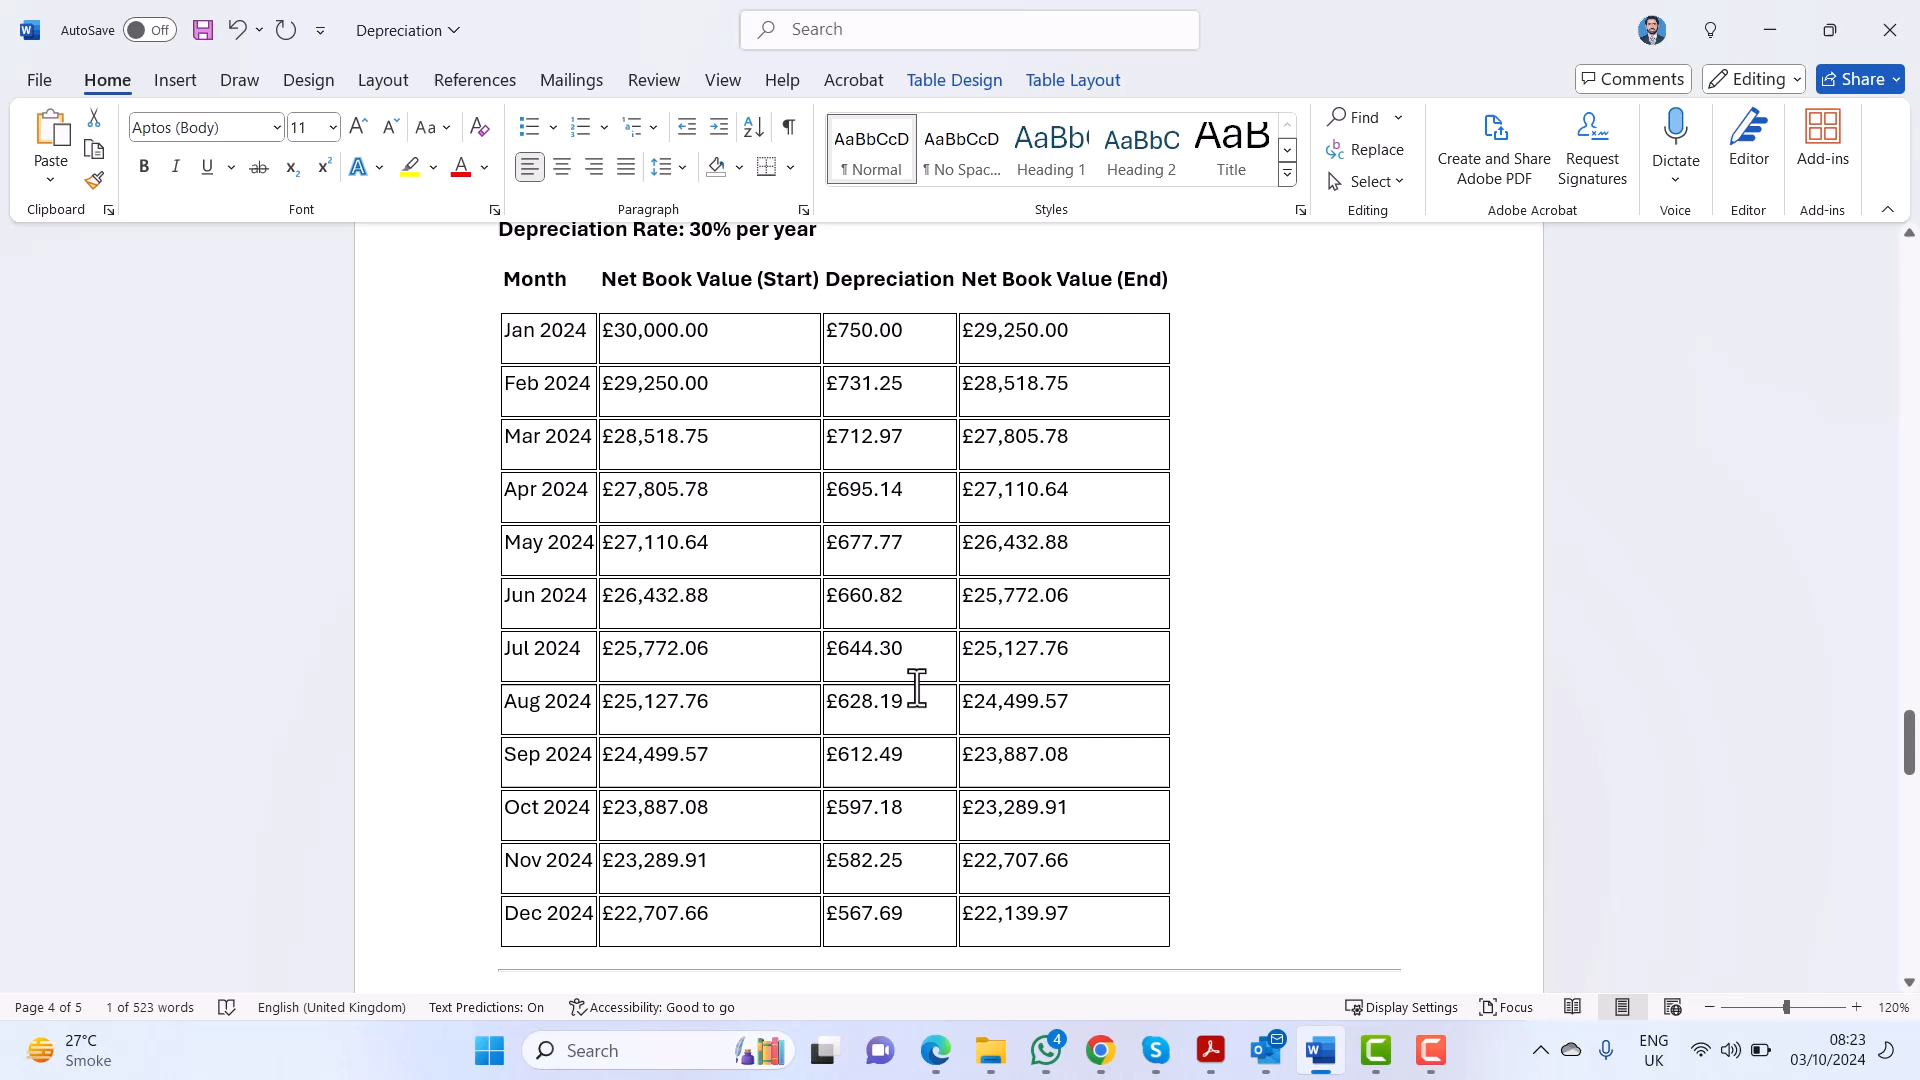 AutoSave Off Depreciation Search
File Home Insert Draw Design Layout References Mailings Review View Help Acrobat Table Design Table Layout Comments Editing Share
Paste Aptos (Body) 11 AaBbCcD AaBbCcD AaBb( AaBbC AaB Find
Normal No Spac... Heading 1 Heading 2 Title Replace
Select
Create and Share Adobe PDF Request Signatures Dictate Editor Add-ins
Clipboard Font Paragraph Styles Editing Adobe Acrobat Voice Editor Add-ins
Depreciation Rate: 30% per year
Month Net Book Value (Start) Depreciation Net Book Value (End)
Jan 2024 £30,000.00 £750.00 £29,250.00
Feb 2024 £29,250.00 £731.25 £28,518.75
Mar 2024 £28,518.75 £712.97 £27,805.78
Apr 2024 £27,805.78 £695.14 £27,110.64
May 2024 £27,110.64 £677.77 £26,432.88
Jun 2024 £26,432.88 £660.82 £25,772.06
Jul 2024 £25,772.06 £644.30 £25,127.76
Aug 2024 £25,127.76 £628.19 £24,499.57
Sep 2024 £24,499.57 £612.49 £23,887.08
Oct 2024 £23,887.08 £597.18 £23,289.91
Nov 2024 £23,289.91 £582.25 £22,707.66
Dec 2024 £22,707.66 £567.69 £22,139.97
Page 4 of 5 1 of 523 words English (United Kingdom) Text Predictions: On Accessibility: Good to go Display Settings Focus 120%
27°C
Smoke
Search
4
ENG
UK
08:23
03/10/2024